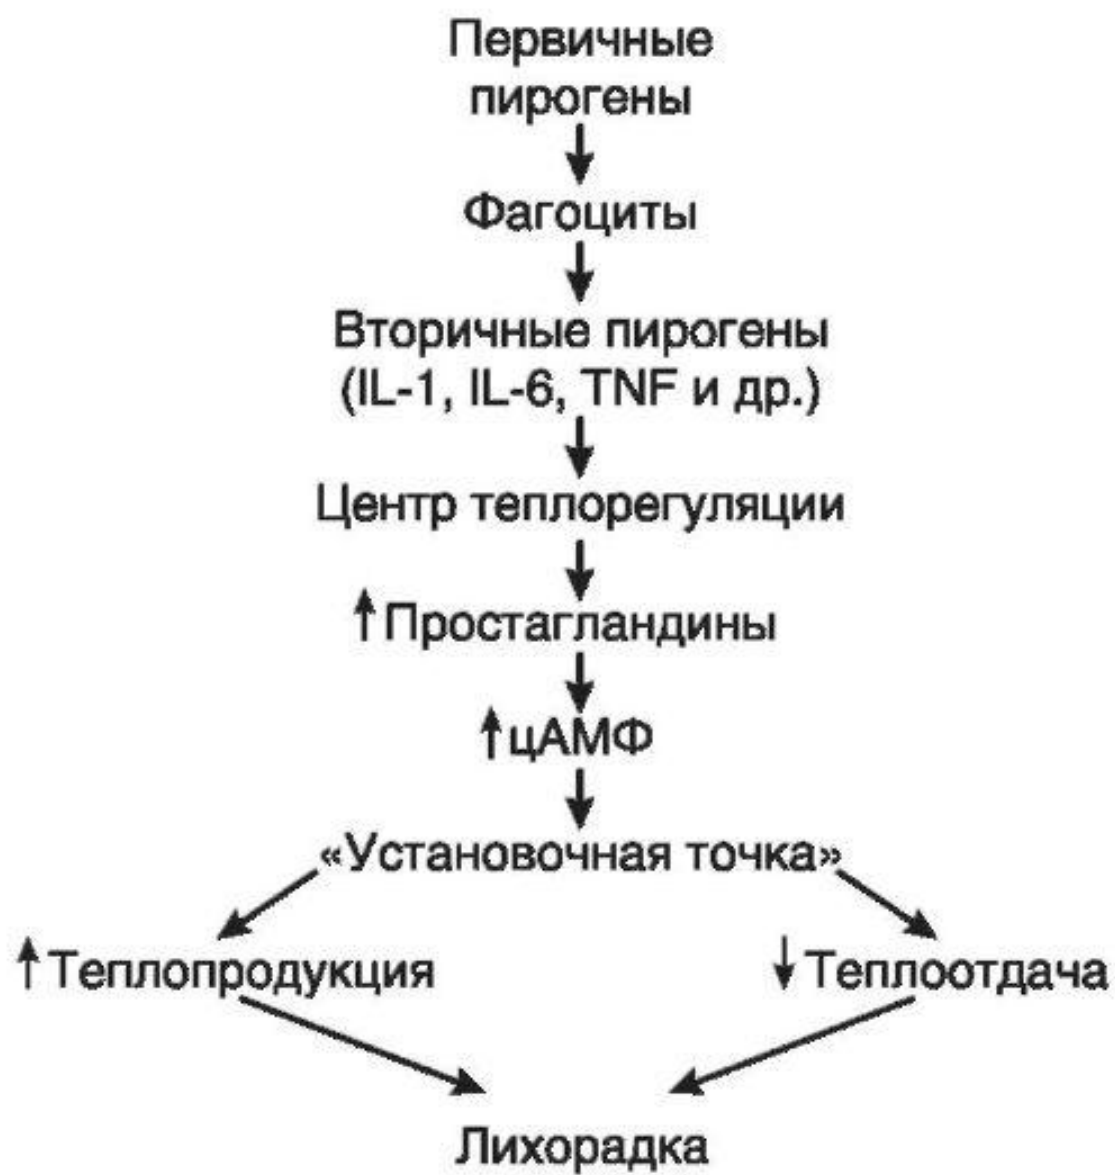 Первичные
пирогены
Фагоциты
Вторичные пирогены
(IL-1, IL-6, TNF и др.)
Центр теплорегуляции
↑Простагландины
↑цАМФ
«Установочная точка»
↑Теплопродукция ↓Теплоотдача
Лихорадка